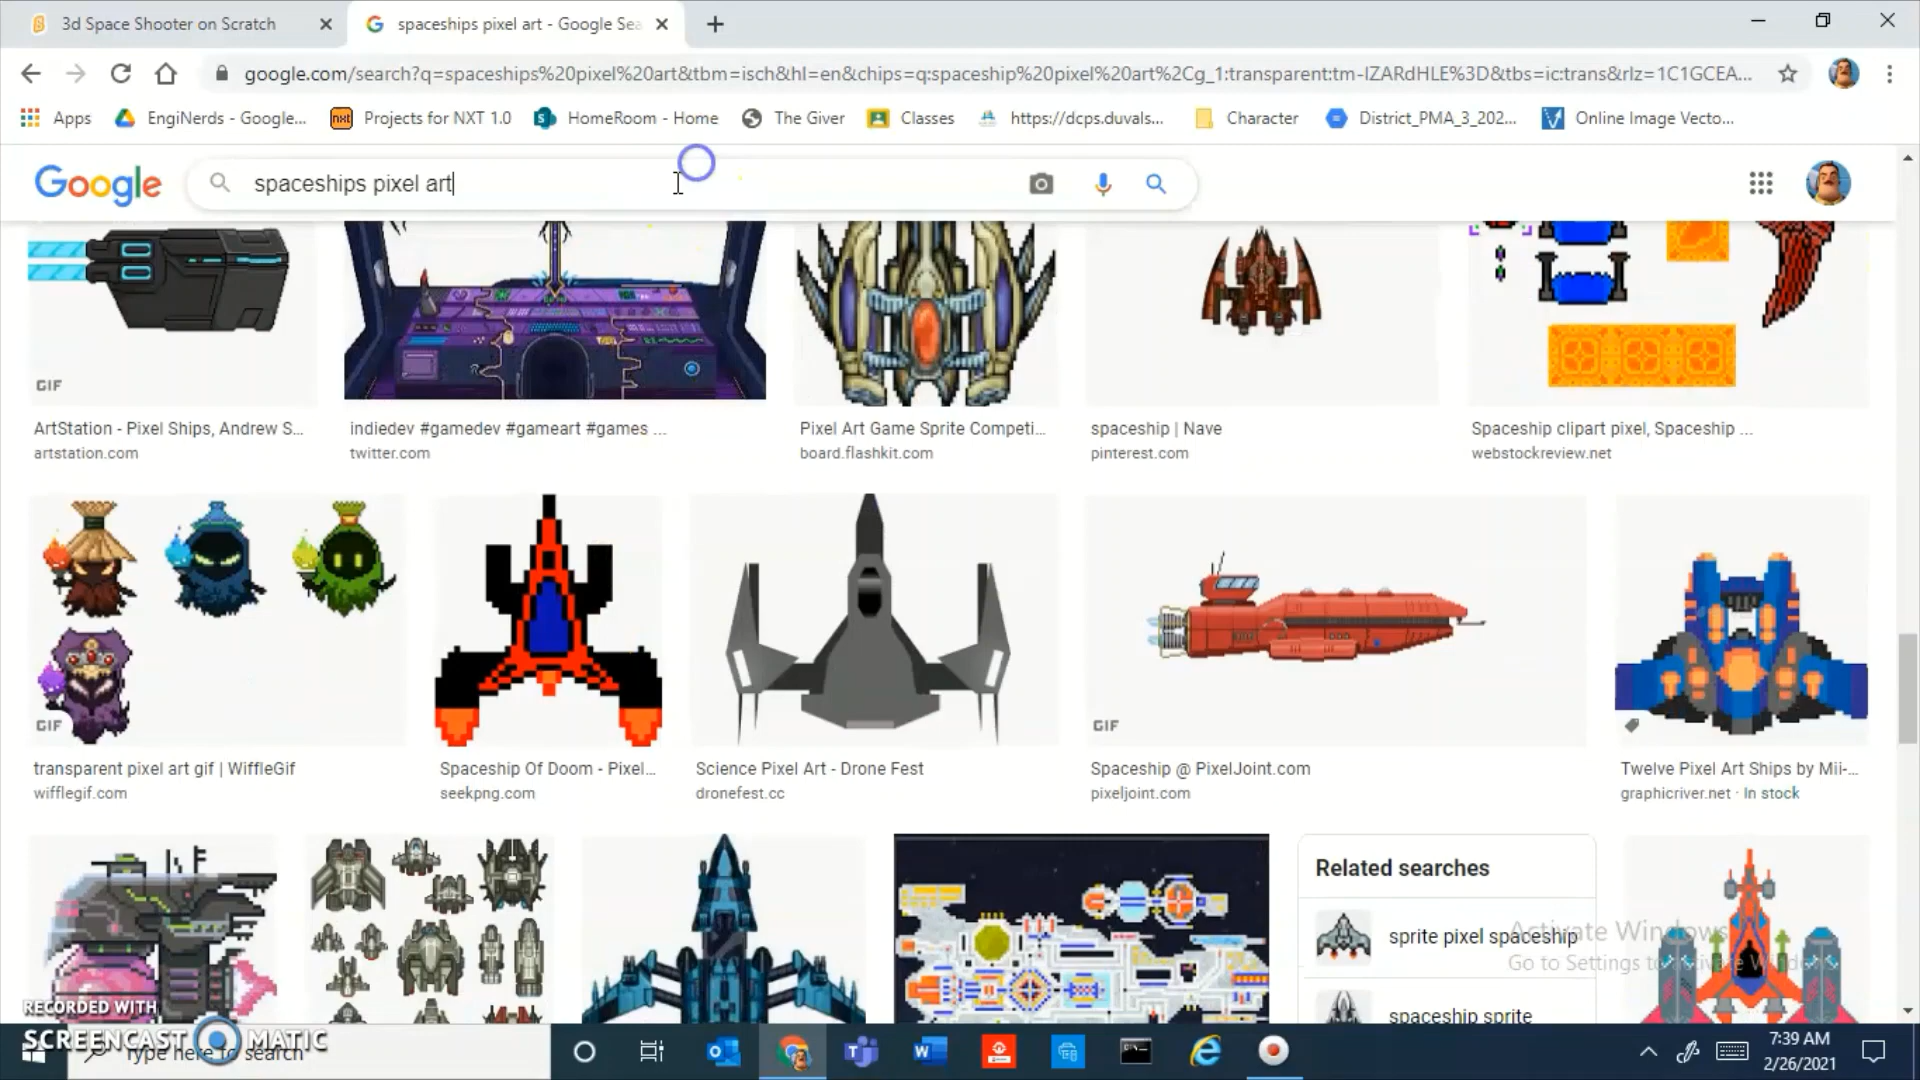 3d Space Shooter on Scratch
spaceships pixel art - Google Sea
google.com/search?q=spaceships%20pixel%20art&tbm=isch&hl=en&chips=q:spaceship%20pixel%20art%2Cg_1:transparent:tm-IZARdHLE%3D&tbs=ic:trans&rlz=1C1GCEA...
Apps
EngiNerds - Google...
nxt
Projects for NXT 1.0
HomeRoom - Home
The Giver
Classes
https://dcps.duvals...
Character
District_PMA_3_202...
Online Image Vecto...
Google
spaceships pixel art
GIF
ArtStation - Pixel Ships, Andrew S...
artstation.com
indiedev #gamedev #gameart #games ...
twitter.com
Pixel Art Game Sprite Competi...
board.flashkit.com
spaceship | Nave
pinterest.com
Spaceship clipart pixel, Spaceship ...
webstockreview.net
GIF
transparent pixel art gif | WiffleGif
wifflegif.com
Spaceship Of Doom - Pixel...
seekpng.com
Science Pixel Art - Drone Fest
dronefest.cc
GIF
Spaceship @ PixelJoint.com
pixeljoint.com
Twelve Pixel Art Ships by Mii-...
graphicriver.net · In stock
Related searches
sprite pixel spaceship
spaceship sprite
Activate Windows
Go to Settings to activate Windows.
RECORDED WITH
SCREENCAST MATIC
Type here to search
7:39 AM
2/26/2021